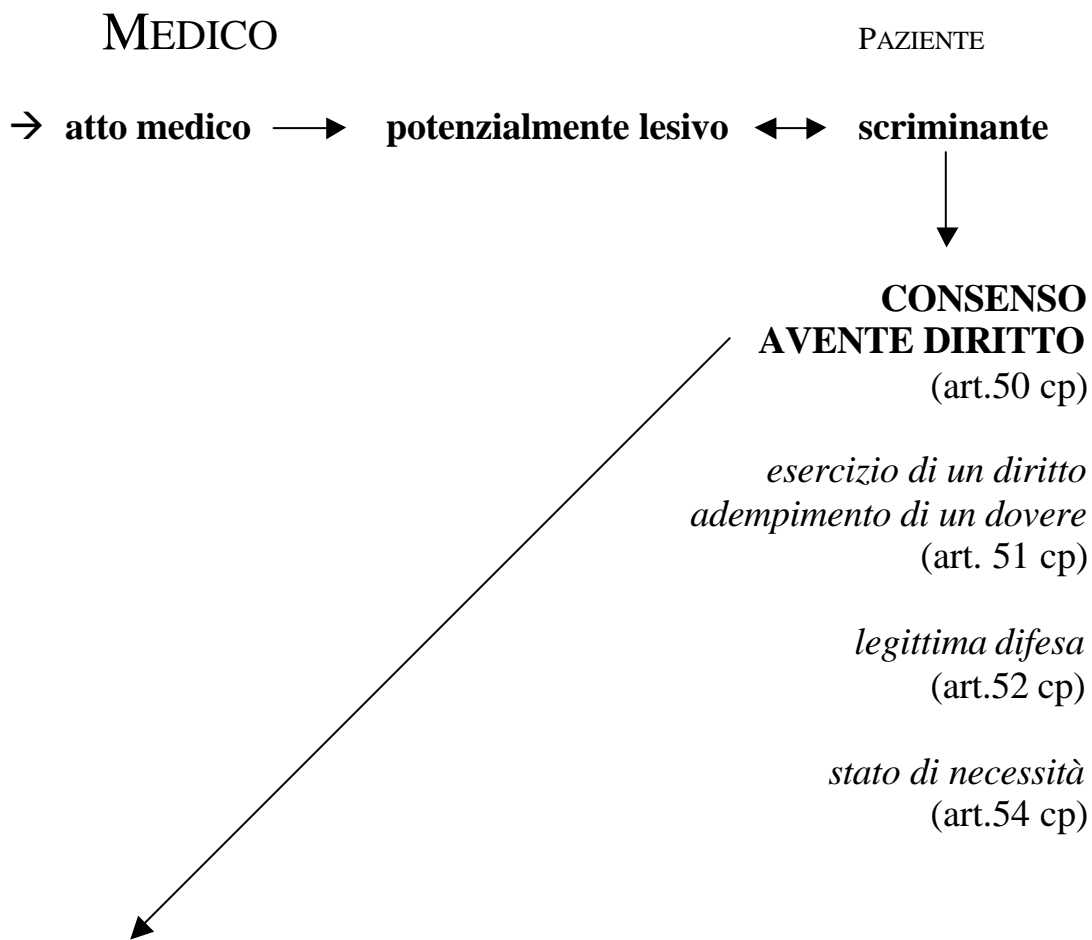 MEDICO PAZIENTE
→ atto medico → potenzialmente lesivo ↔ scriminante
CONSENSO
AVENTE DIRITTO
(art.50 cp)
esercizio di un diritto
adempimento di un dovere
(art. 51 cp)
legittima difesa
(art.52 cp)
stato di necessità
(art.54 cp)